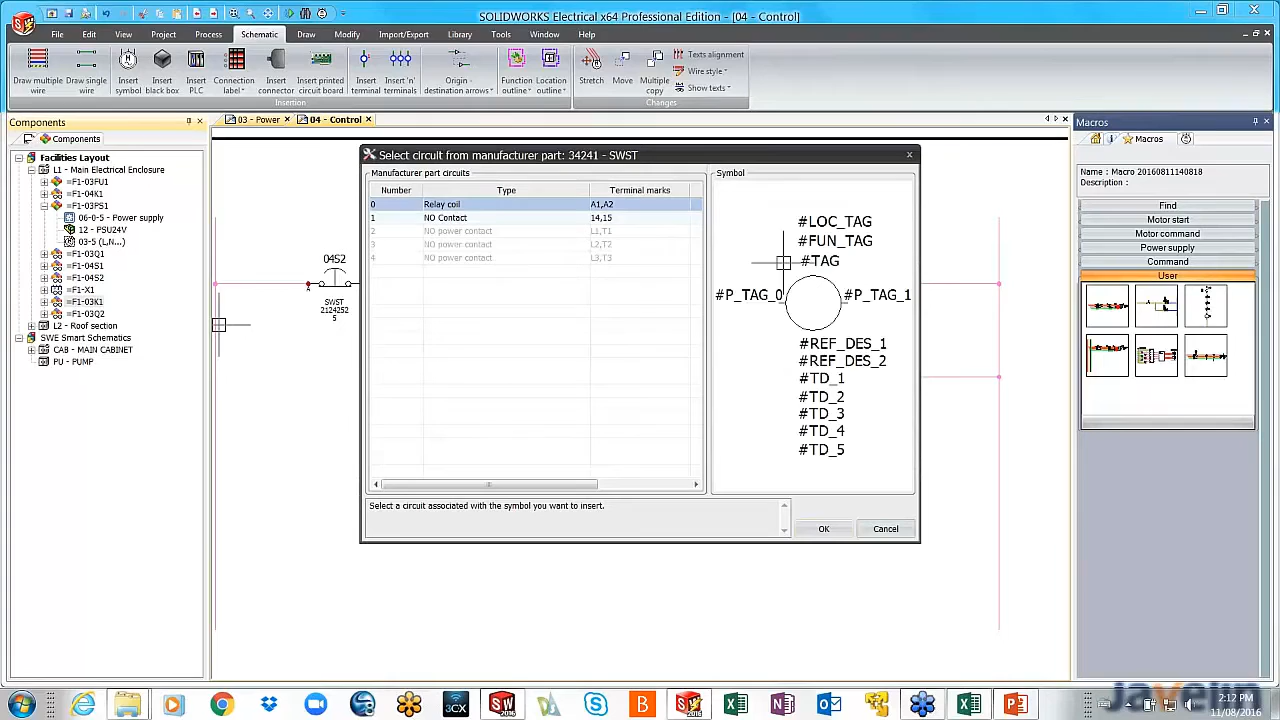 SOLIDWORKS Electrical x64 Professional Edition - [04 - Control]
File Edit View Project Process Schematic Draw Modify Import/Export Library Tools Window Help
Draw multiple wire
Draw single wire
Insert symbol
Insert black box
Insert PLC
Connection label
Insert connector
Insert printed circuit board
Insert terminal
Insert 'n' terminals
Origin - destination arrows
Function outline
Location outline
Stretch
Move
Multiple copy
Texts alignment
Wire style
Show texts
Insertion
Changes
Components
03 - Power
04 - Control
Macros
Components
Macros
Facilities Layout
L1 - Main Electrical Enclosure
=F1-03FU1
=F1-04K1
=F1-03PS1
06-0-5 - Power supply
12 - PSU24V
03-5 (L,N...)
=F1-03Q1
=F1-04S1
=F1-04S2
=F1-X1
=F1-03K1
=F1-03Q2
L2 - Roof section
SWE Smart Schematics
CAB - MAIN CABINET
PU - PUMP
04S2
SWST
2124252
5
Select circuit from manufacturer part: 34241 - SWST
Manufacturer part circuits
Number Type Terminal marks
0 Relay coil A1,A2
1 NO Contact 14,15
2 NO power contact L1,T1
3 NO power contact L2,T2
4 NO power contact L3,T3
Select a circuit associated with the symbol you want to insert.
Symbol
#LOC_TAG
#FUN_TAG
#TAG
#P_TAG_0 #P_TAG_1
#REF_DES_1
#REF_DES_2
#TD_1
#TD_2
#TD_3
#TD_4
#TD_5
OK Cancel
Name : Macro 20160811140818
Description :
Find
Motor start
Motor command
Power supply
Command
User
3CX
2:12 PM
11/08/2016